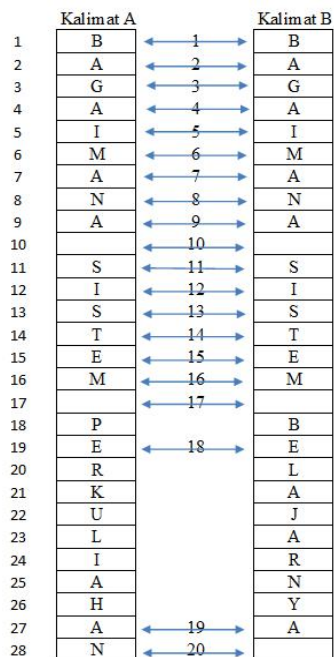 Kalimat A Kalimat B
1 B 1 B
2 A 2 A
3 G 3 G
4 A 4 A
5 I 5 I
6 M 6 M
7 A 7 A
8 N 8 N
9 A 9 A
10 10
11 S 11 S
12 I 12 I
13 S 13 S
14 T 14 T
15 E 15 E
16 M 16 M
17 17
18 P B
19 E 18 E
20 R L
21 K A
22 U J
23 L A
24 I R
25 A N
26 H Y
27 A 19 A
28 N 20